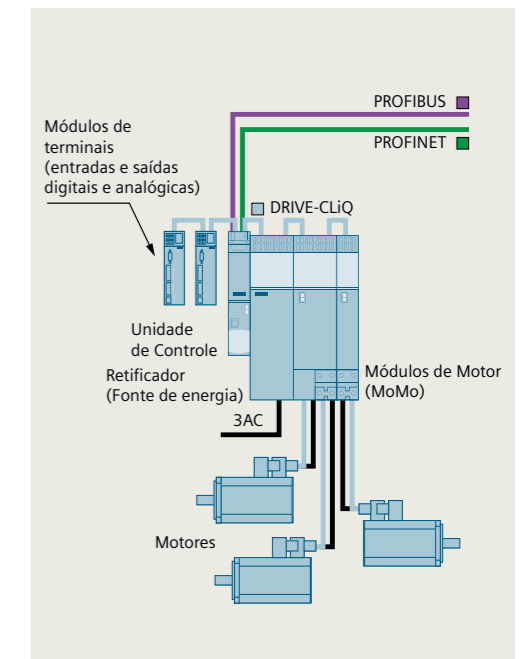 PROFIBUS
PROFINET
Módulos de
terminais
(entradas e saídas
digitais e analógicas)
DRIVE-CLiQ
Unidade
de Controle
Retificador
(Fonte de energia)
Módulos de Motor
(MoMo)
3AC
Motores